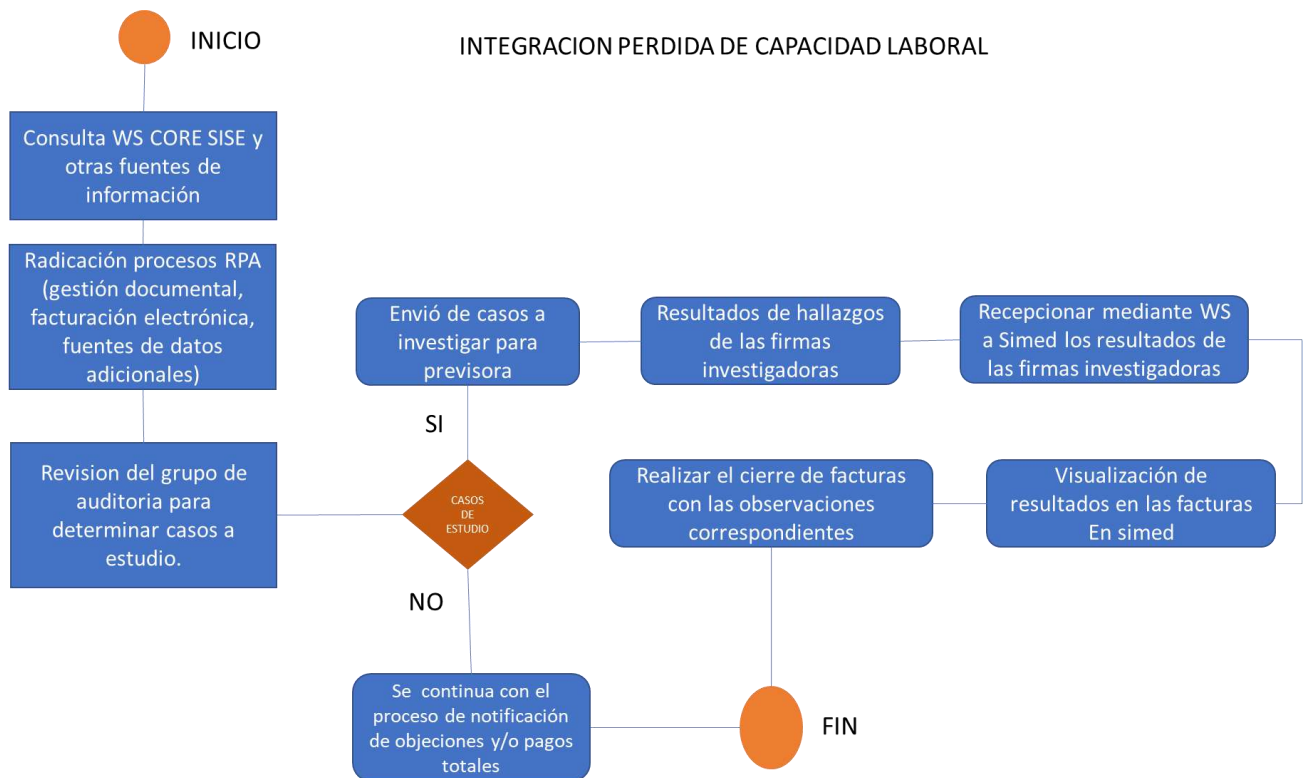 INICIO
INTEGRACION PERDIDA DE CAPACIDAD LABORAL
Consulta WS CORE SISE y
otras fuentes de
información
Radicación procesos RPA
(gestión documental,
facturación electrónica,
fuentes de datos
adicionales)
Revision del grupo de
auditoria para
determinar casos a
estudio.
CASOS
DE
ESTUDIO
SI
Envió de casos a
investigar para
previsora
Resultados de hallazgos
de las firmas
investigadoras
Recepcionar mediante WS
a Simed los resultados de
las firmas investigadoras
Visualización de
resultados en las facturas
En simed
Realizar el cierre de facturas
con las observaciones
correspondientes
NO
Se continua con el
proceso de notificación
de objeciones y/o pagos
totales
FIN